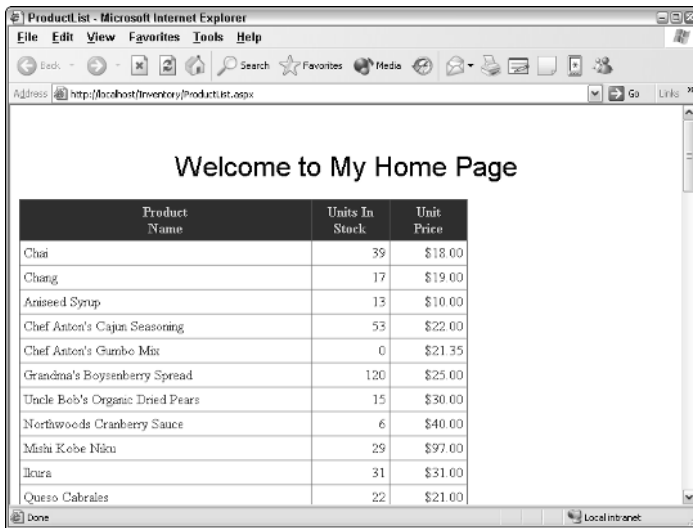 ProductList - Microsoft Internet Explorer
File Edit View Favorites Tools Help
Back Search Favorites Media
Address http://localhost/Inventory/ProductList.aspx Go Links »
Welcome to My Home Page
Product Name Units In Stock Unit Price
Chai 39 $18.00
Chang 17 $19.00
Aniseed Syrup 13 $10.00
Chef Anton's Cajun Seasoning 53 $22.00
Chef Anton's Gumbo Mix 0 $21.35
Grandma's Boysenberry Spread 120 $25.00
Uncle Bob's Organic Dried Pears 15 $30.00
Northwoods Cranberry Sauce 6 $40.00
Mishi Kobe Niku 29 $97.00
Ikura 31 $31.00
Queso Cabrales 22 $21.00
Done Local intranet